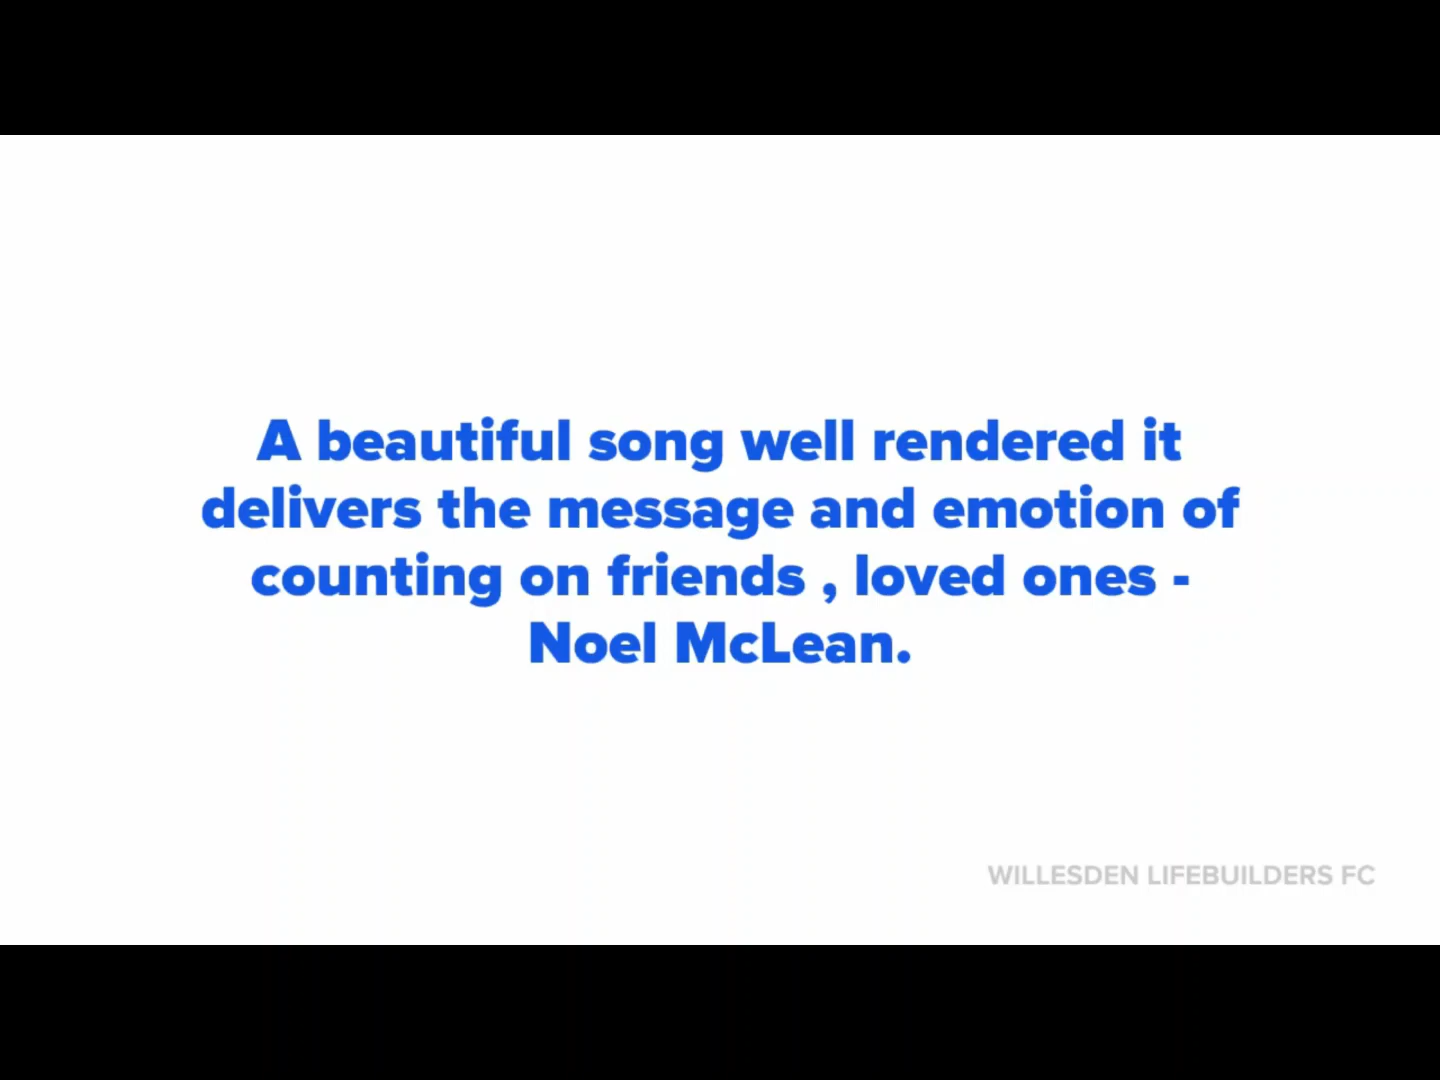 A beautiful song well rendered it
delivers the message and emotion of
counting on friends , loved ones -
Noel McLean.
WILLESDEN LIFEBUILDERS FC